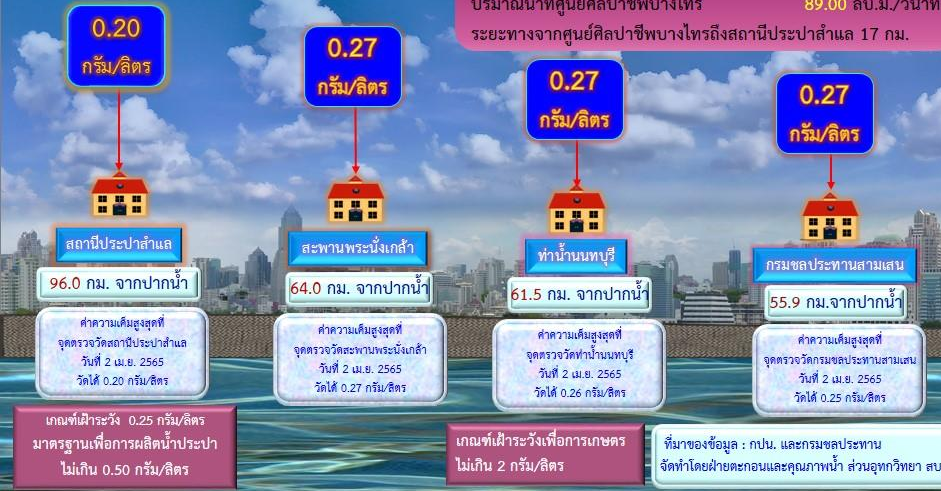 ปริมาณน้ำที่ศูนย์ศิลปาชีพบางไทร 89.00 ลบ.ม./วินาที
ระยะทางจากศูนย์ศิลปาชีพบางไทรถึงสถานีประปาสำแล 17 กม.
0.20
กรัม/ลิตร
0.27
กรัม/ลิตร
0.27
กรัม/ลิตร
0.27
กรัม/ลิตร
สถานีประปาสำแล
96.0 กม. จากปากน้ำ
ค่าความเค็มสูงสุดที่
จุดตรวจวัดสถานีประปาสำแล
วันที่ 2 เม.ย. 2565
วัดได้ 0.20 กรัม/ลิตร
สะพานพระนั่งเกล้า
64.0 กม. จากปากน้ำ
ค่าความเค็มสูงสุดที่
จุดตรวจวัดสะพานพระนั่งเกล้า
วันที่ 2 เม.ย. 2565
วัดได้ 0.27 กรัม/ลิตร
ท่าน้ำนนทบุรี
61.5 กม. จากปากน้ำ
ค่าความเค็มสูงสุดที่
จุดตรวจวัดท่าน้ำนนทบุรี
วันที่ 2 เม.ย. 2565
วัดได้ 0.26 กรัม/ลิตร
กรมชลประทานสามเสน
55.9 กม.จากปากน้ำ
ค่าความเค็มสูงสุดที่
จุดตรวจวัดกรมชลประทานสามเสน
วันที่ 2 เม.ย. 2565
วัดได้ 0.25 กรัม/ลิตร
เกณฑ์เฝ้าระวัง 0.25 กรัม/ลิตร
มาตรฐานเพื่อการผลิตน้ำประปา
ไม่เกิน 0.50 กรัม/ลิตร
เกณฑ์เฝ้าระวังเพื่อการเกษตร
ไม่เกิน 2 กรัม/ลิตร
ที่มาของข้อมูล : กปน. และกรมชลประทาน
จัดทำโดยฝ่ายตะกอนและคุณภาพน้ำ ส่วนอุทกวิทยา สบ